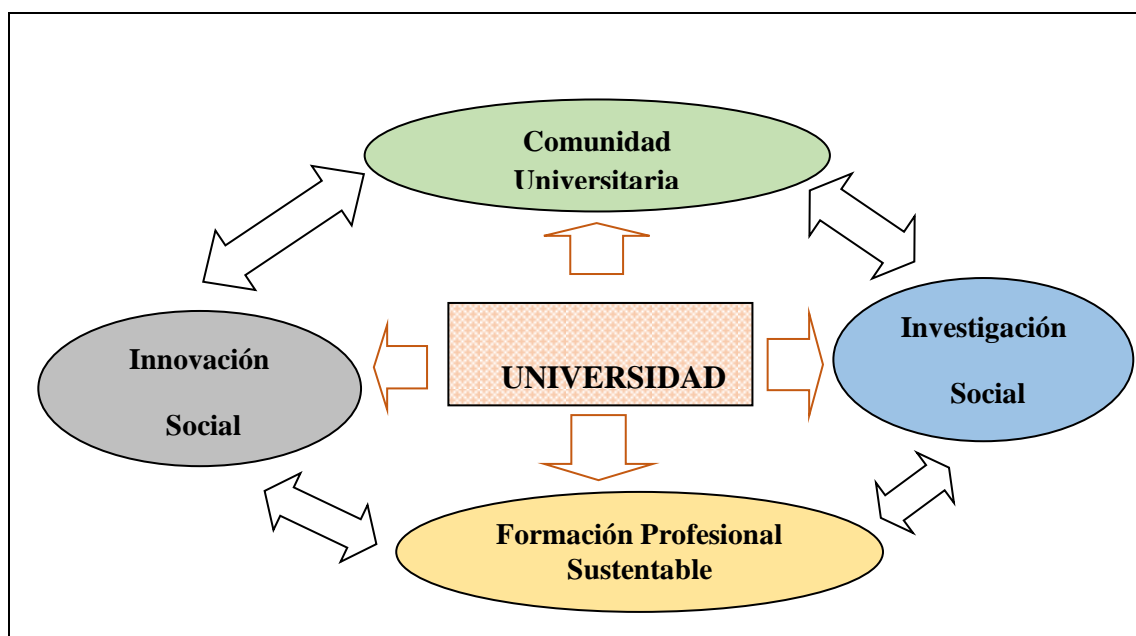 Comunidad
Universitaria
Innovación
Social
UNIVERSIDAD
Investigación
Social
Formación Profesional
Sustentable